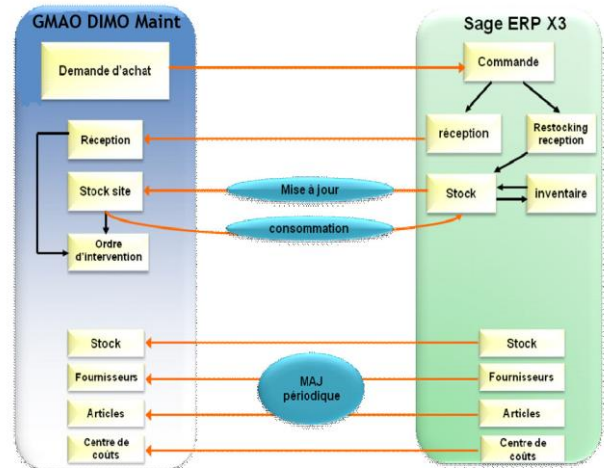 GMAO DIMO Maint
Sage ERP X3
Demande d'achat
Commande
Réception
réception
Restocking
reception
Stock site
Mise à jour
Stock
inventaire
consommation
Ordre
d'intervention
Stock
Stock
Fournisseurs
MAJ
périodique
Fournisseurs
Articles
Articles
Centre de
coûts
Centre de
coûts